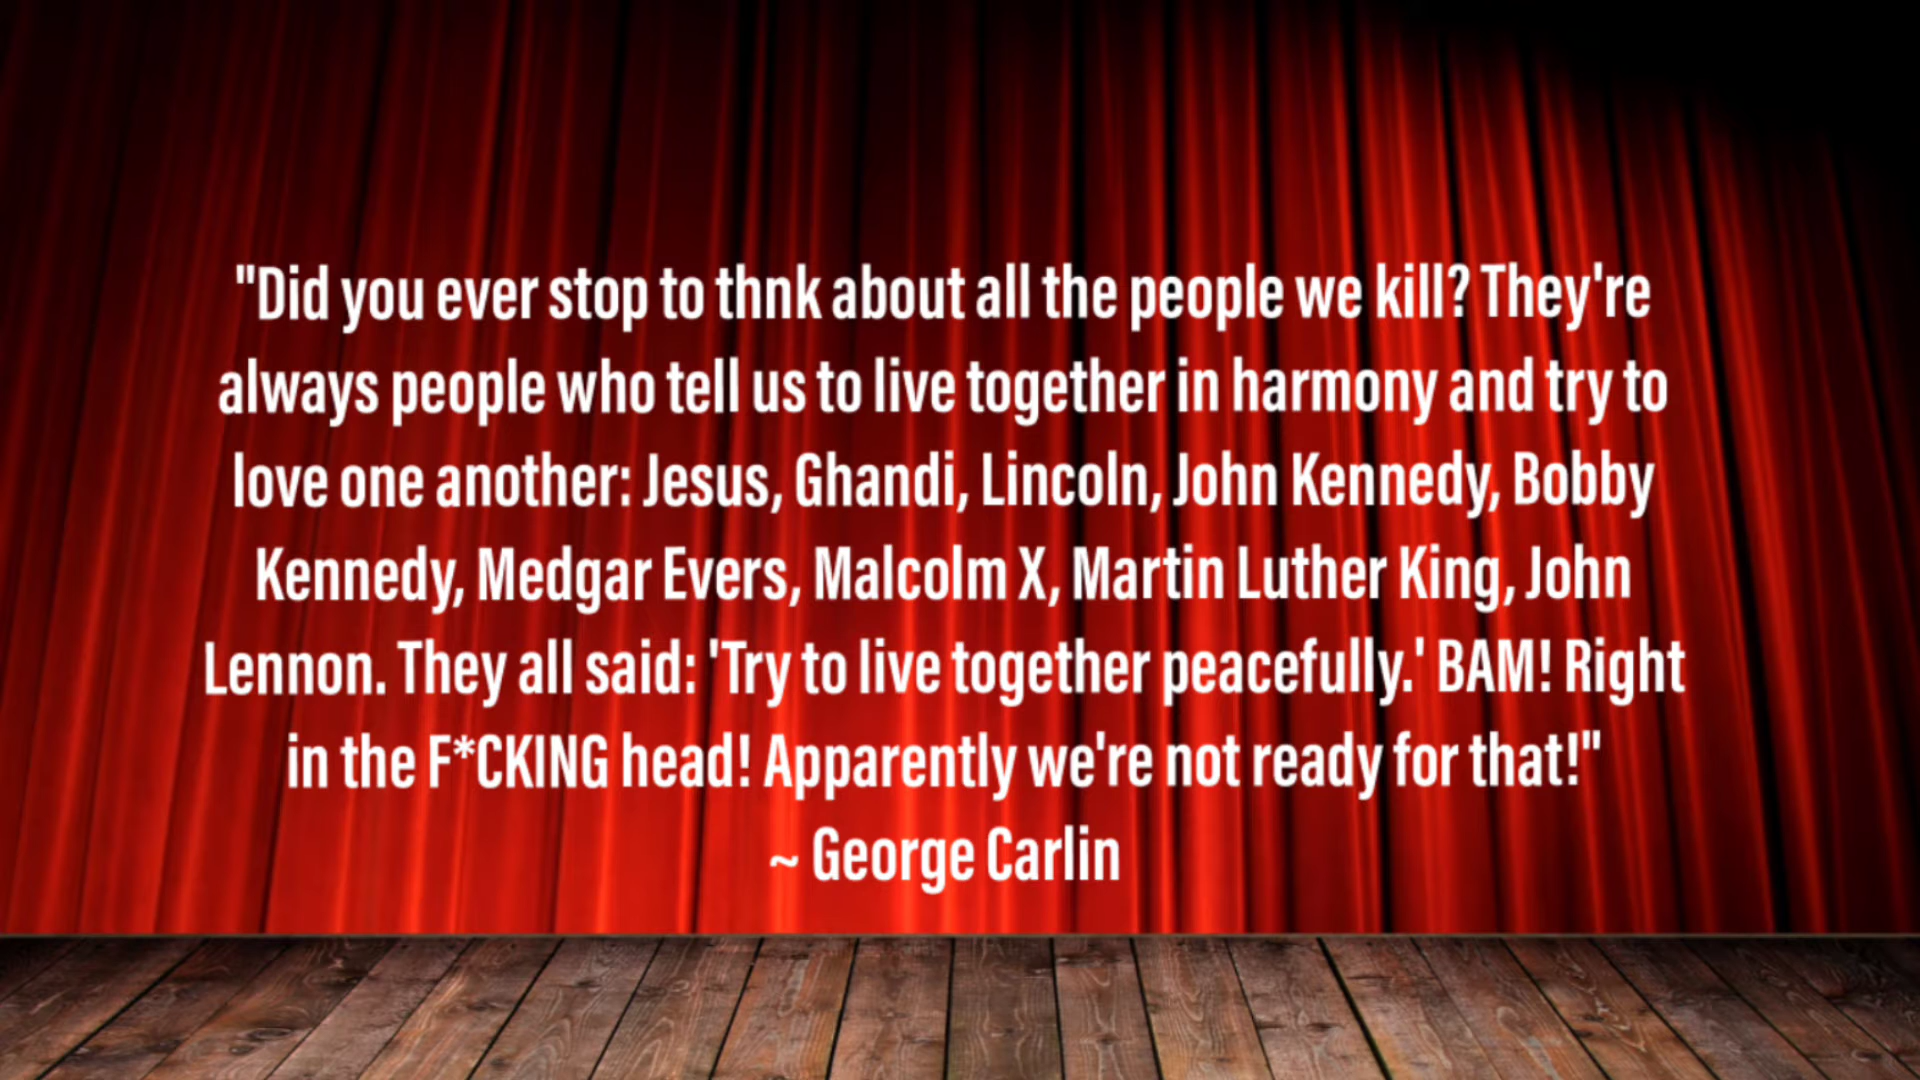 "Did you ever stop to thnk about all the people we kill? They're
always people who tell us to live together in harmony and try to
love one another: Jesus, Ghandi, Lincoln, John Kennedy, Bobby
Kennedy, Medgar Evers, Malcolm X, Martin Luther King, John
Lennon. They all said: 'Try to live together peacefully.' BAM! Right
in the F*CKING head! Apparently we're not ready for that!"
~ George Carlin